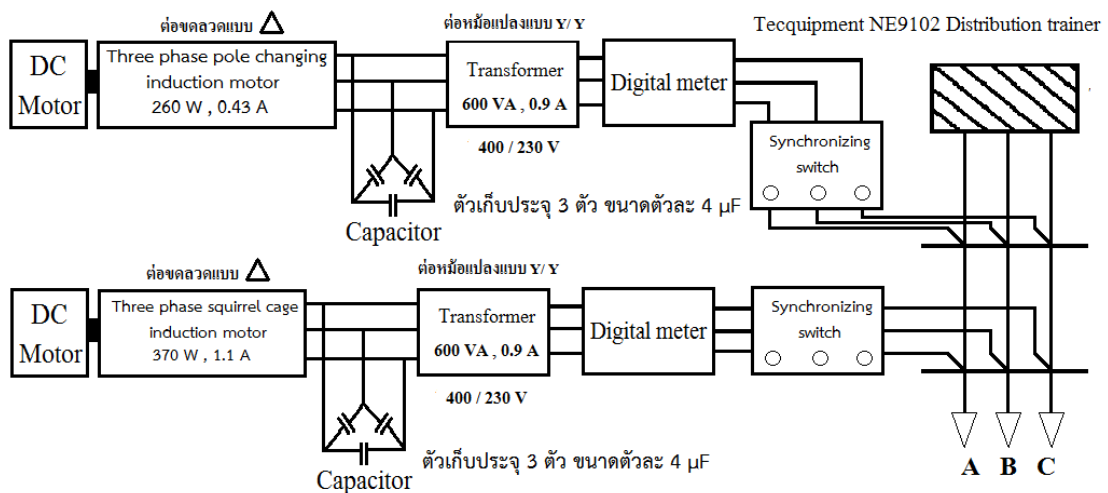 ต่อขดลวดแบบ Δ
ต่อหม้อแปลงแบบ Y/ Y
Tecquipment NE9102 Distribution trainer
DC
Motor
Three phase pole changing
induction motor
260 W , 0.43 A
Transformer
600 VA , 0.9 A
Digital meter
400 / 230 V
Synchronizing
switch
ตัวเก็บประจุ 3 ตัว ขนาดตัวละ 4 µF
Capacitor
ต่อขดลวดแบบ Δ
ต่อหม้อแปลงแบบ Y/ Y
DC
Motor
Three phase squirrel cage
induction motor
370 W , 1.1 A
Transformer
600 VA , 0.9 A
Digital meter
Synchronizing
switch
400 / 230 V
ตัวเก็บประจุ 3 ตัว ขนาดตัวละ 4 µF
Capacitor
A B C